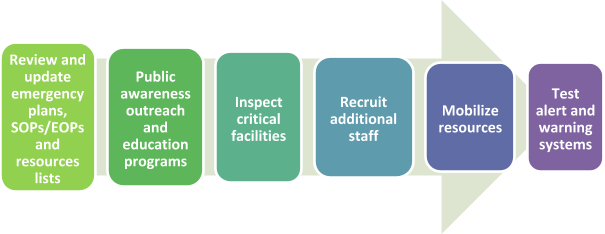 Review and
update
emergency
plans,
SOPs/EOPs
and
resources
lists
Public
awareness
outreach
and
education
programs
Inspect
critical
facilities
Recruit
additional
staff
Mobilize
resources
Test
alert and
warning
systems